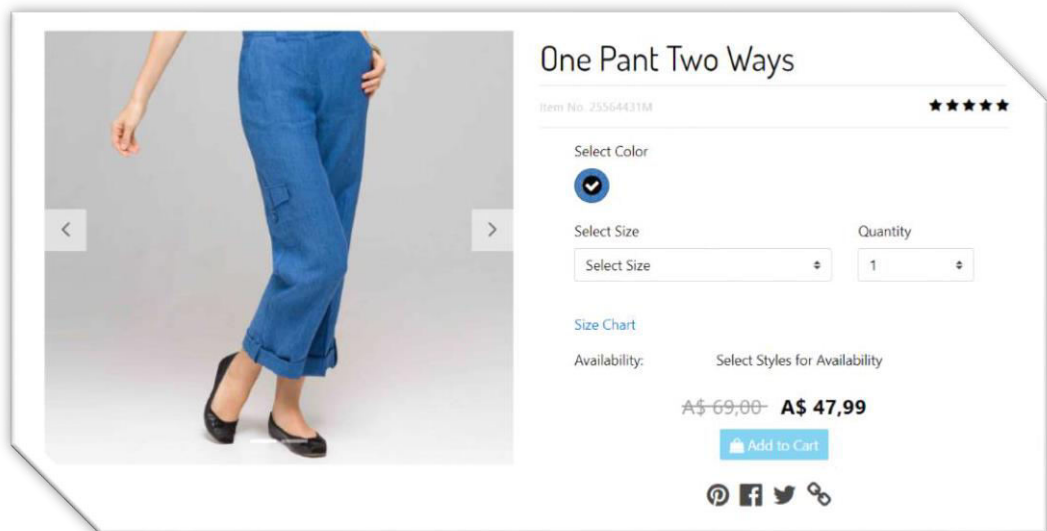 One Pant Two Ways
Item No. 25564431M
Select Color
Select Size Quantity
Select Size 1
Size Chart
Availability: Select Styles for Availability
A$ 69,00 A$ 47,99
Add to Cart